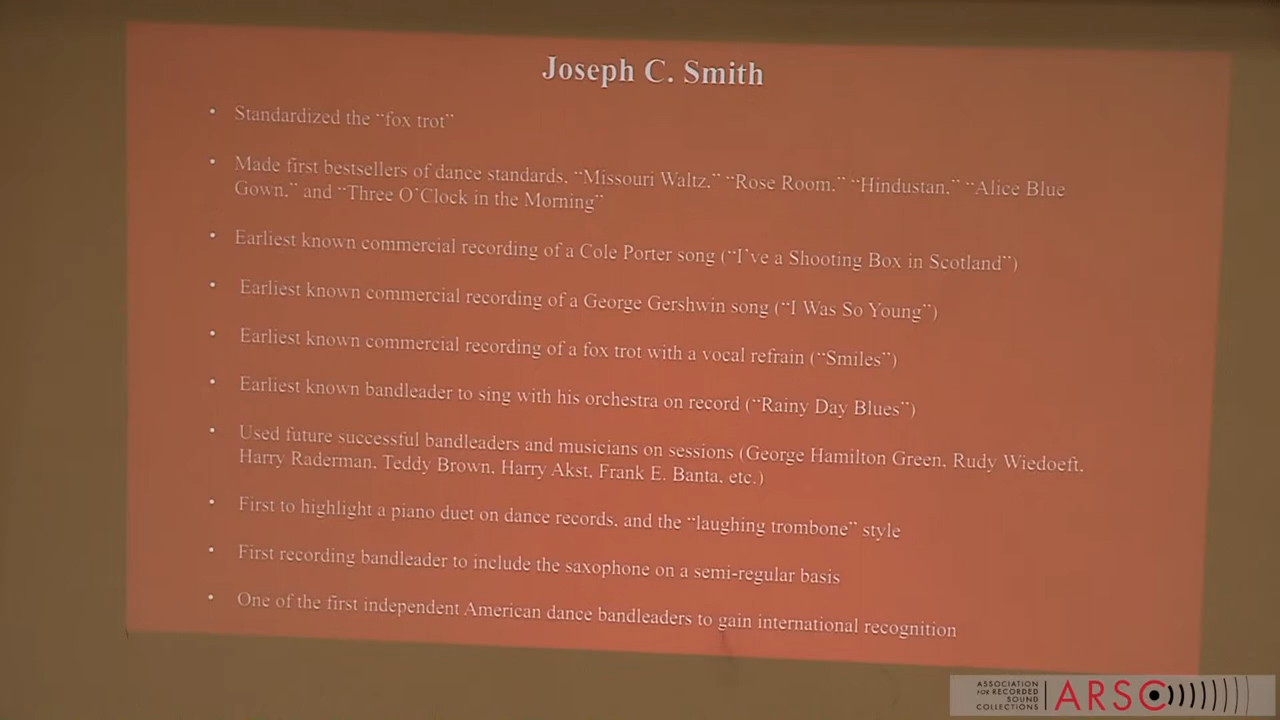 Joseph C. Smith
• Standardized the “fox trot”
• Made first bestsellers of dance standards, “Missouri Waltz,” “Rose Room,” “Hindustan,” “Alice Blue
Gown,” and “Three O’Clock in the Morning”
• Earliest known commercial recording of a Cole Porter song (“I’ve a Shooting Box in Scotland”)
• Earliest known commercial recording of a George Gershwin song (“I Was So Young”)
• Earliest known commercial recording of a fox trot with a vocal refrain (“Smiles”)
• Earliest known bandleader to sing with his orchestra on record (“Rainy Day Blues”)
• Used future successful bandleaders and musicians on sessions (George Hamilton Green, Rudy Wiedoeft,
Harry Raderman, Teddy Brown, Harry Akst, Frank E. Banta, etc.)
• First to highlight a piano duet on dance records, and the “laughing trombone” style
• First recording bandleader to include the saxophone on a semi-regular basis
• One of the first independent American dance bandleaders to gain international recognition
ASSOCIATION
FOR RECORDED
SOUND
COLLECTIONS
ARSC